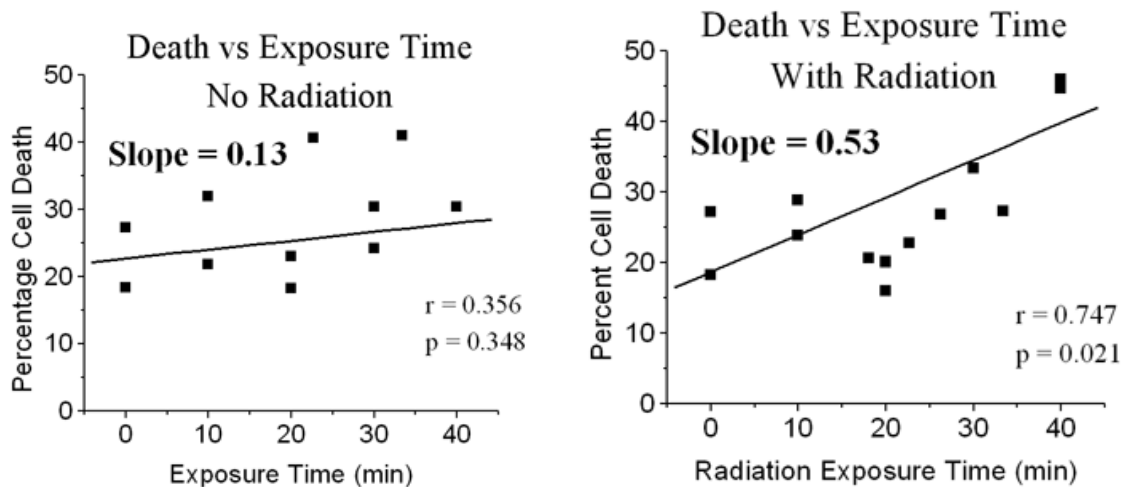 Death vs Exposure Time
No Radiation
Slope = 0.13
Percentage Cell Death
50
40
30
20
10
0
r = 0.356
p = 0.348
0 10 20 30 40
Exposure Time (min)
Death vs Exposure Time
With Radiation
Slope = 0.53
Percent Cell Death
50
40
30
20
10
0
r = 0.747
p = 0.021
0 10 20 30 40
Radiation Exposure Time (min)